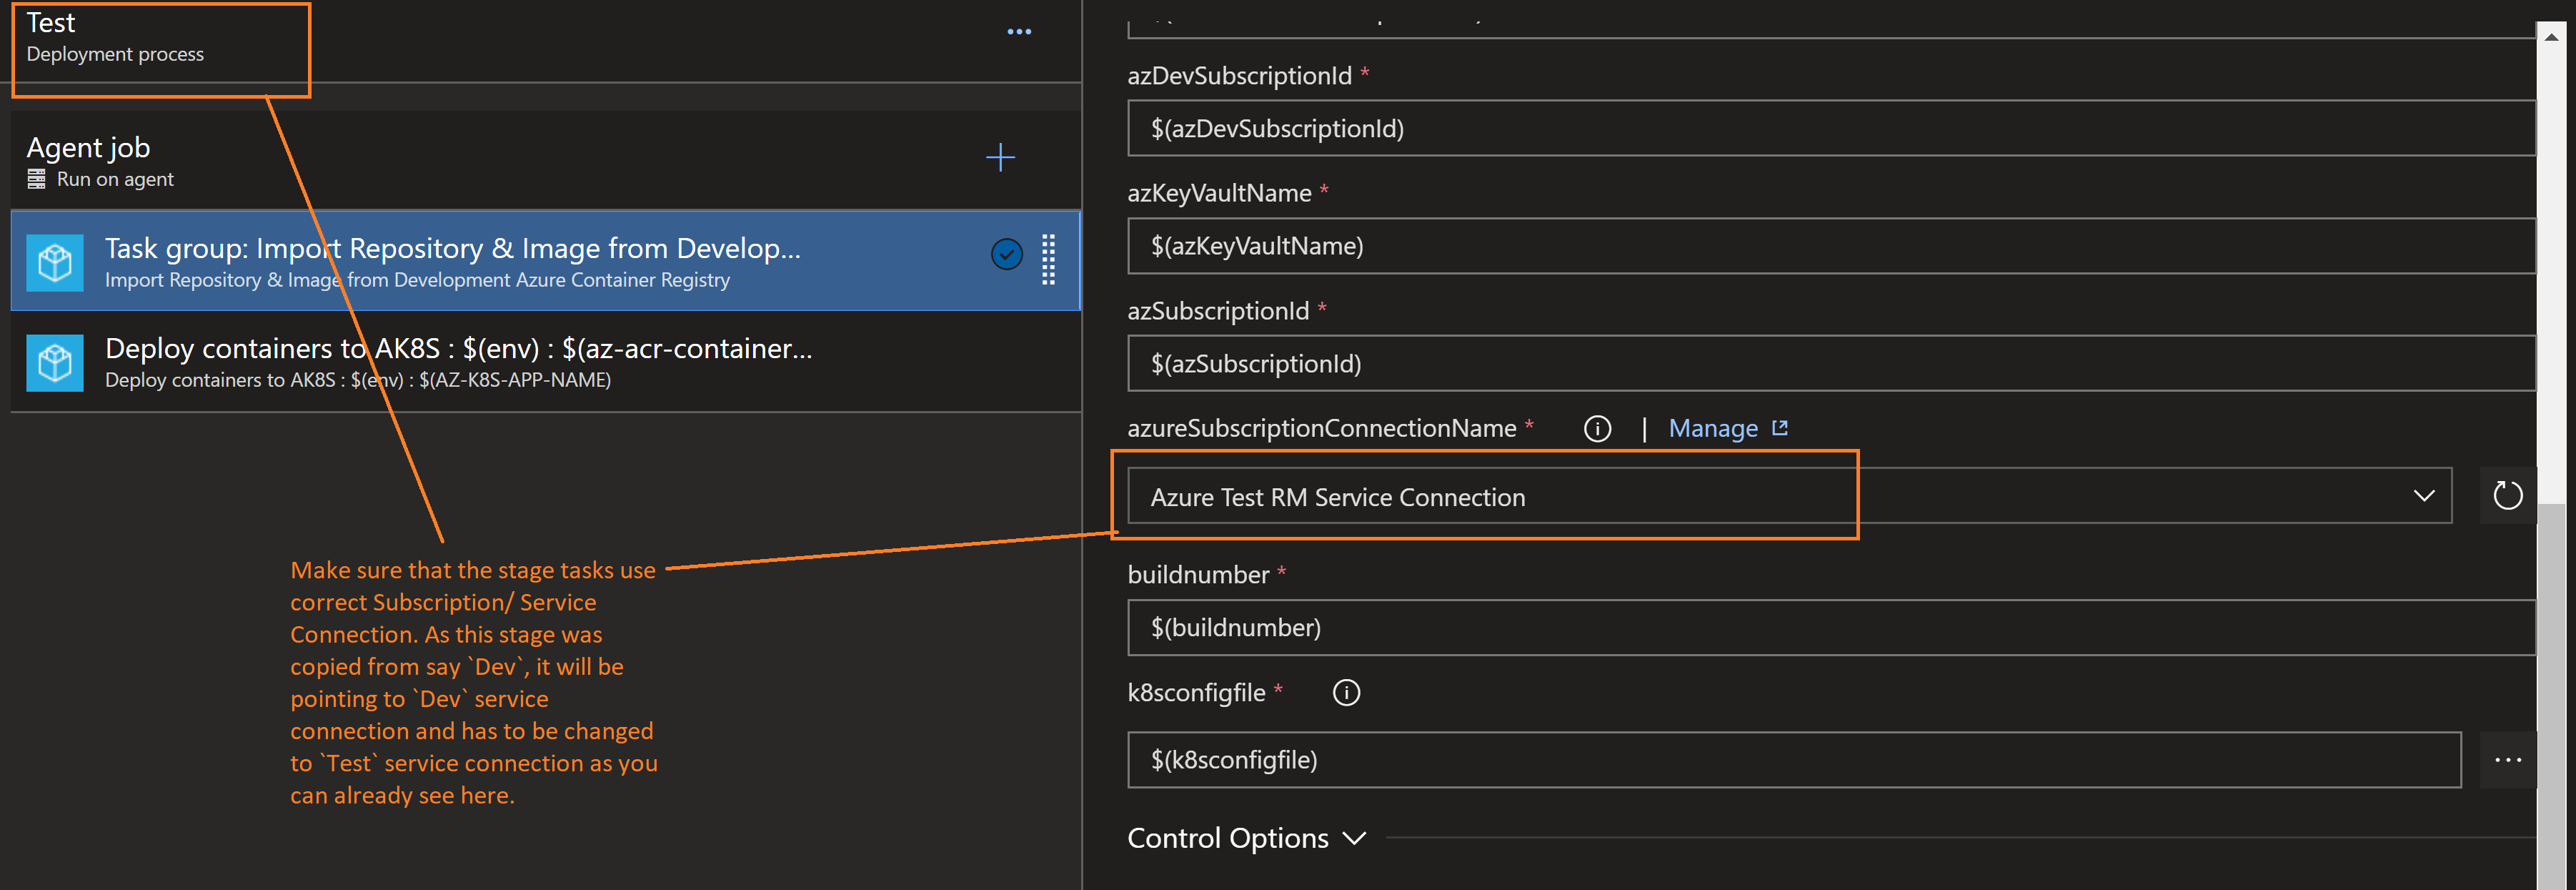 Test
Deployment process
Agent job
Run on agent
Task group: Import Repository & Image from Develop...
Import Repository & Image from Development Azure Container Registry
Deploy containers to AK8S : $(env) : $(az-acr-container...
Deploy containers to AK8S : $(env) : $(AZ-K8S-APP-NAME)
Make sure that the stage tasks use
correct Subscription/ Service
Connection. As this stage was
copied from say `Dev`, it will be
pointing to `Dev` service
connection and has to be changed
to `Test` service connection as you
can already see here.
azDevSubscriptionId *
$(azDevSubscriptionId)
azKeyVaultName *
$(azKeyVaultName)
azSubscriptionId *
$(azSubscriptionId)
azureSubscriptionConnectionName * | Manage
Azure Test RM Service Connection
buildnumber *
$(buildnumber)
k8sconfigfile *
$(k8sconfigfile)
Control Options